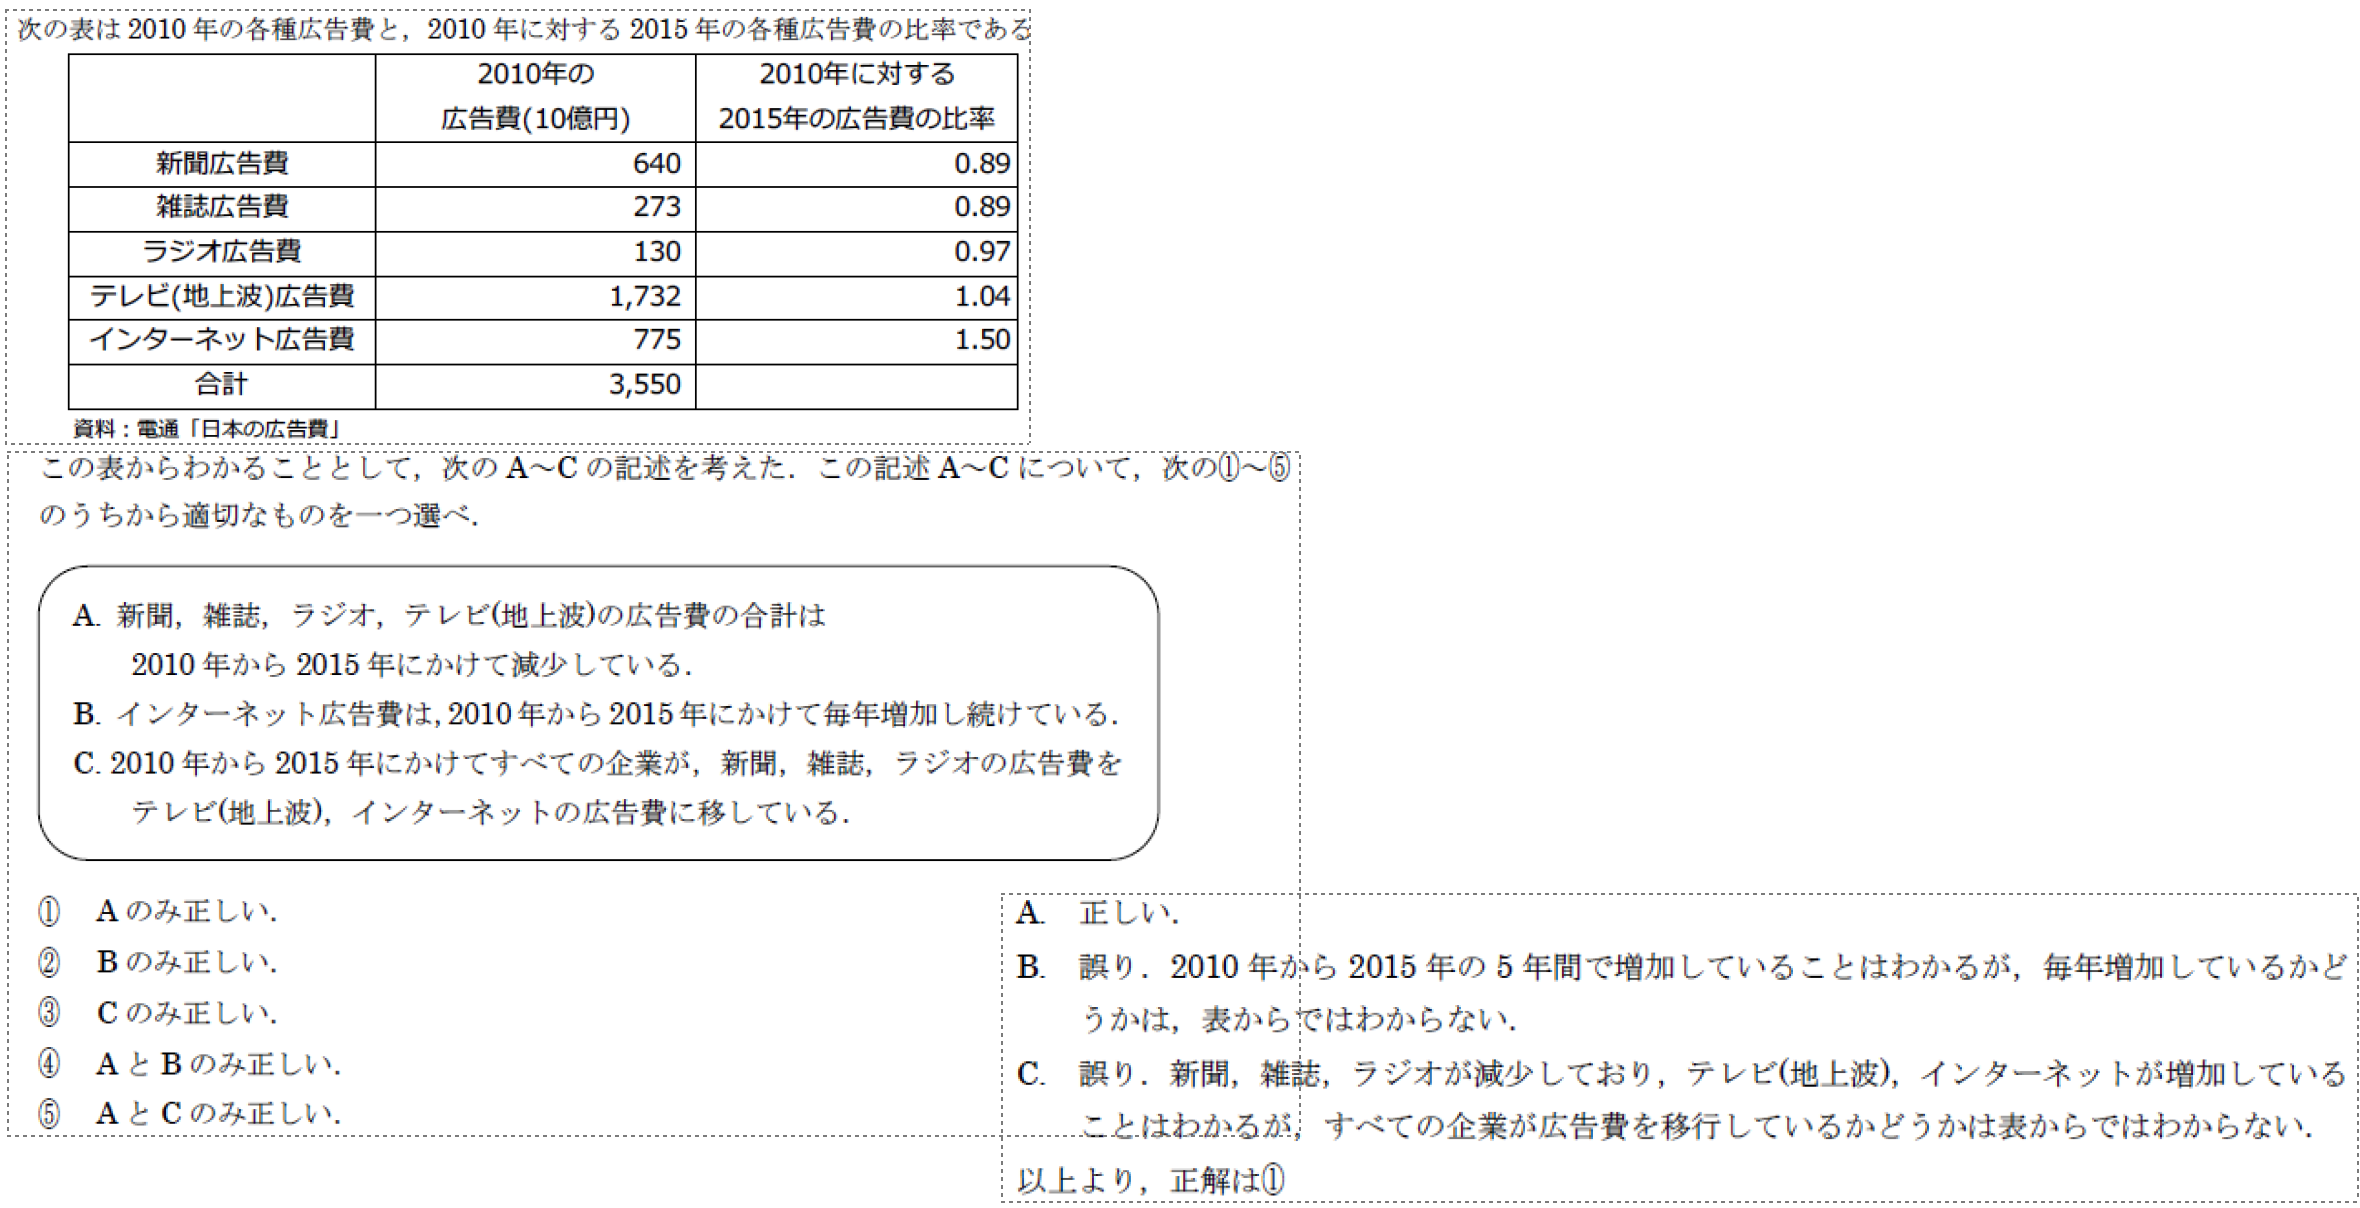 次の表は 2010 年の各種広告費と，2010 年に対する 2015 年の各種広告費の比率である
2010年の
広告費(10億円)
2010年に対する
2015年の広告費の比率
新聞広告費 640 0.89
雑誌広告費 273 0.89
ラジオ広告費 130 0.97
テレビ(地上波)広告費 1,732 1.04
インターネット広告費 775 1.50
合計 3,550
資料：電通「日本の広告費」
この表からわかることとして，次の A～C の記述を考えた．この記述 A～C について，次の①～⑤
のうちから適切なものを一つ選べ．
A. 新聞，雑誌，ラジオ，テレビ(地上波)の広告費の合計は
2010 年から 2015 年にかけて減少している．
B. インターネット広告費は，2010 年から 2015 年にかけて毎年増加し続けている．
C. 2010 年から 2015 年にかけてすべての企業が，新聞，雑誌，ラジオの広告費を
テレビ(地上波)，インターネットの広告費に移している．
① A のみ正しい．
② B のみ正しい．
③ C のみ正しい．
④ A と B のみ正しい．
⑤ A と C のみ正しい．
A. 正しい．
B. 誤り．2010 年から 2015 年の 5 年間で増加していることはわかるが，毎年増加しているかど
うかは，表からではわからない．
C. 誤り．新聞，雑誌，ラジオが減少しており，テレビ(地上波)，インターネットが増加している
ことはわかるが，すべての企業が広告費を移行しているかどうかは表からではわからない．
以上より，正解は①